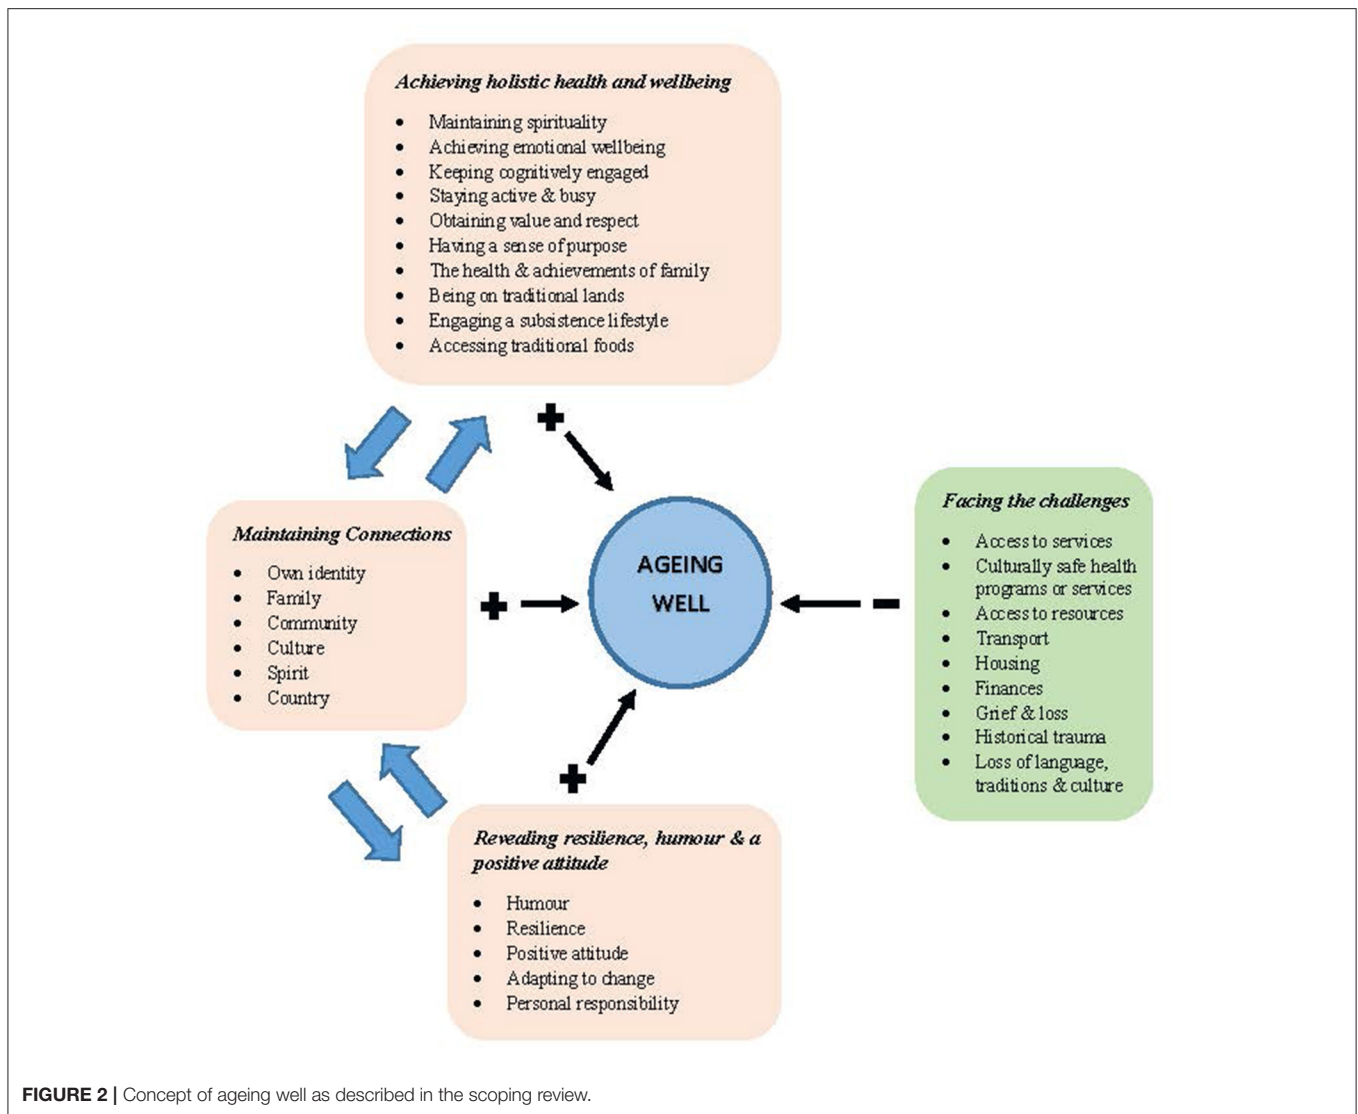 Achieving holistic health and wellbeing
• Maintaining spirituality
• Achieving emotional wellbeing
• Keeping cognitively engaged
• Staying active & busy
• Obtaining value and respect
• Having a sense of purpose
• The health & achievements of family
• Being on traditional lands
• Engaging a subsistence lifestyle
• Accessing traditional foods
Maintaining Connections
• Own identity
• Family
• Community
• Culture
• Spirit
• Country
AGEING
WELL
Facing the challenges
• Access to services
• Culturally safe health
programs or services
• Access to resources
• Transport
• Housing
• Finances
• Grief & loss
• Historical trauma
• Loss of language,
traditions & culture
Revealing resilience, humour & a
positive attitude
• Humour
• Resilience
• Positive attitude
• Adapting to change
• Personal responsibility
FIGURE 2 | Concept of ageing well as described in the scoping review.